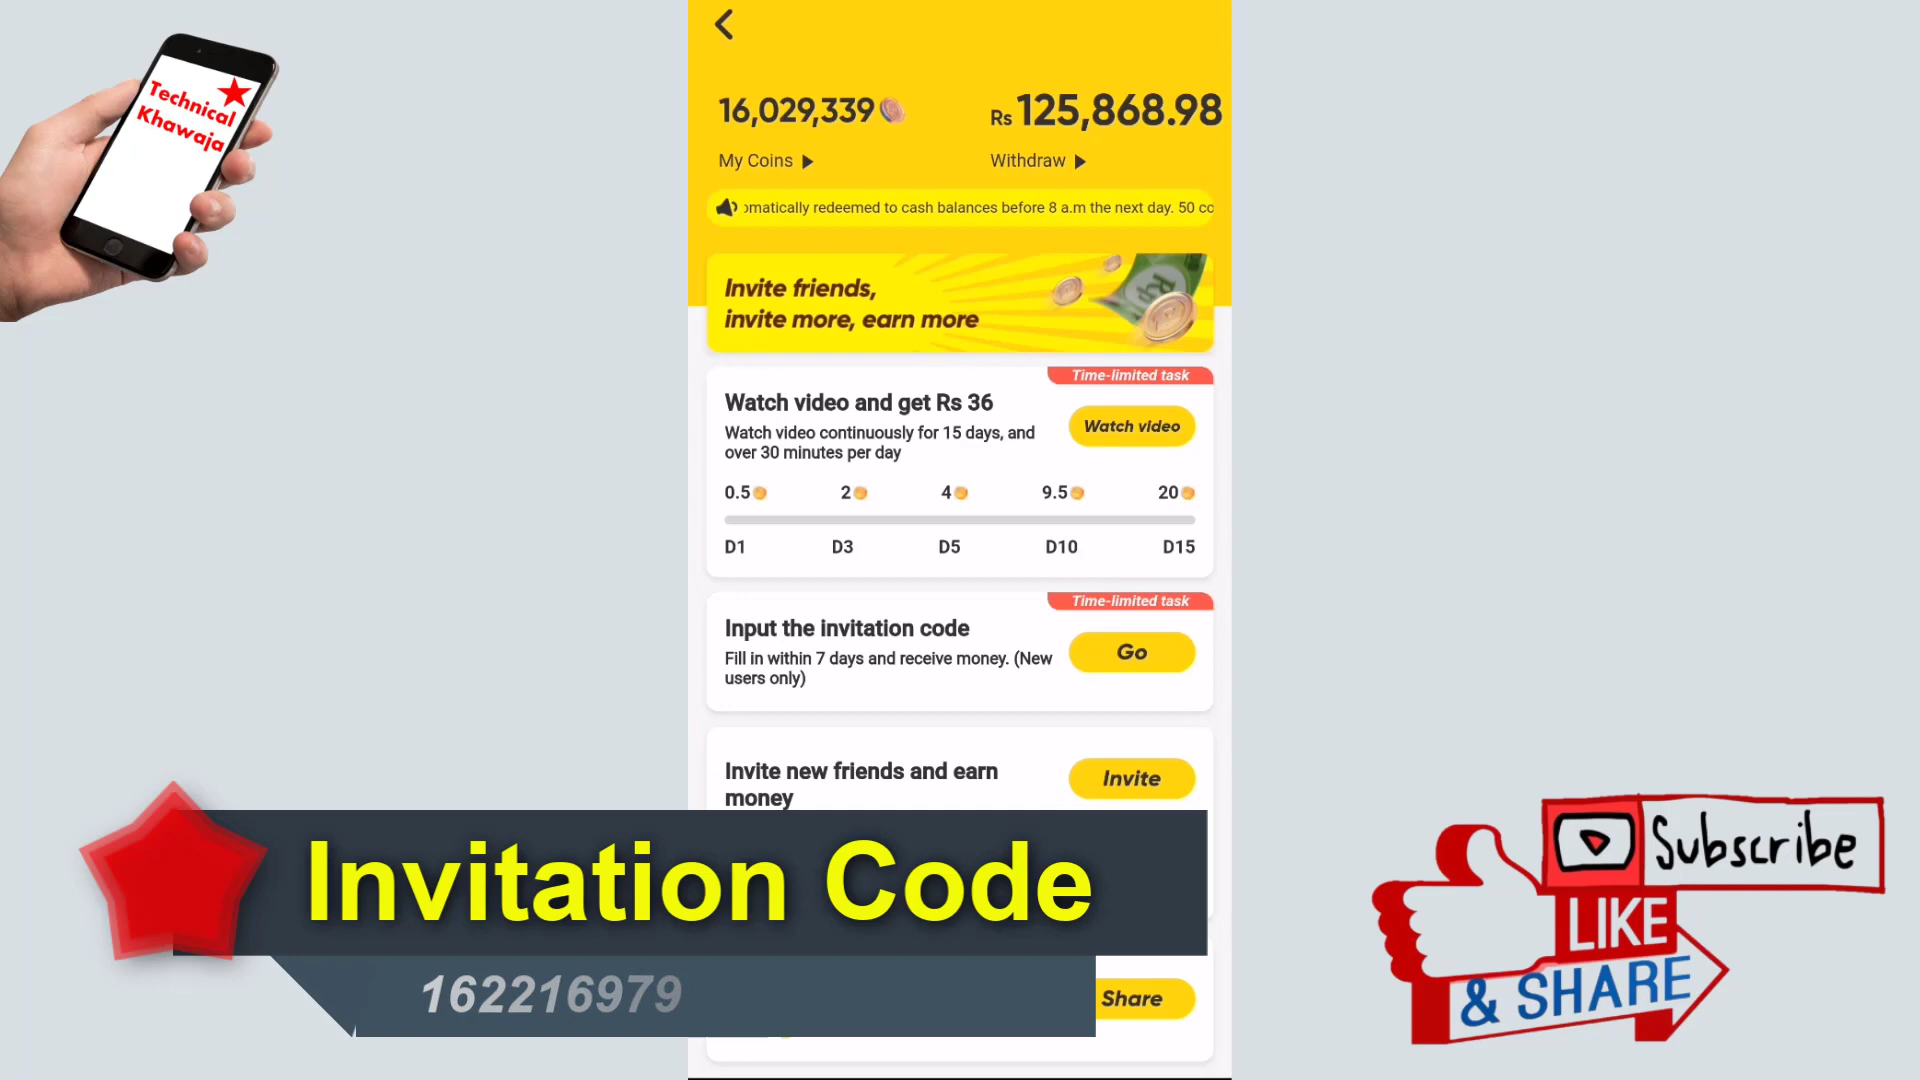 Technical
Khawaja
16,029,339
Rs 125,868.98
My Coins
Withdraw
omatically redeemed to cash balances before 8 a.m the next day. 50 co
Invite friends,
invite more, earn more
Time-limited task
Watch video and get Rs 36
Watch video
Watch video continuously for 15 days, and
over 30 minutes per day
0.5 2 4 9.5 20
D1 D3 D5 D10 D15
Time-limited task
Input the invitation code
Go
Fill in within 7 days and receive money. (New
users only)
Invite new friends and earn
money
Invite
Invitation Code
162216979
Share
Subscribe
LIKE
& SHARE